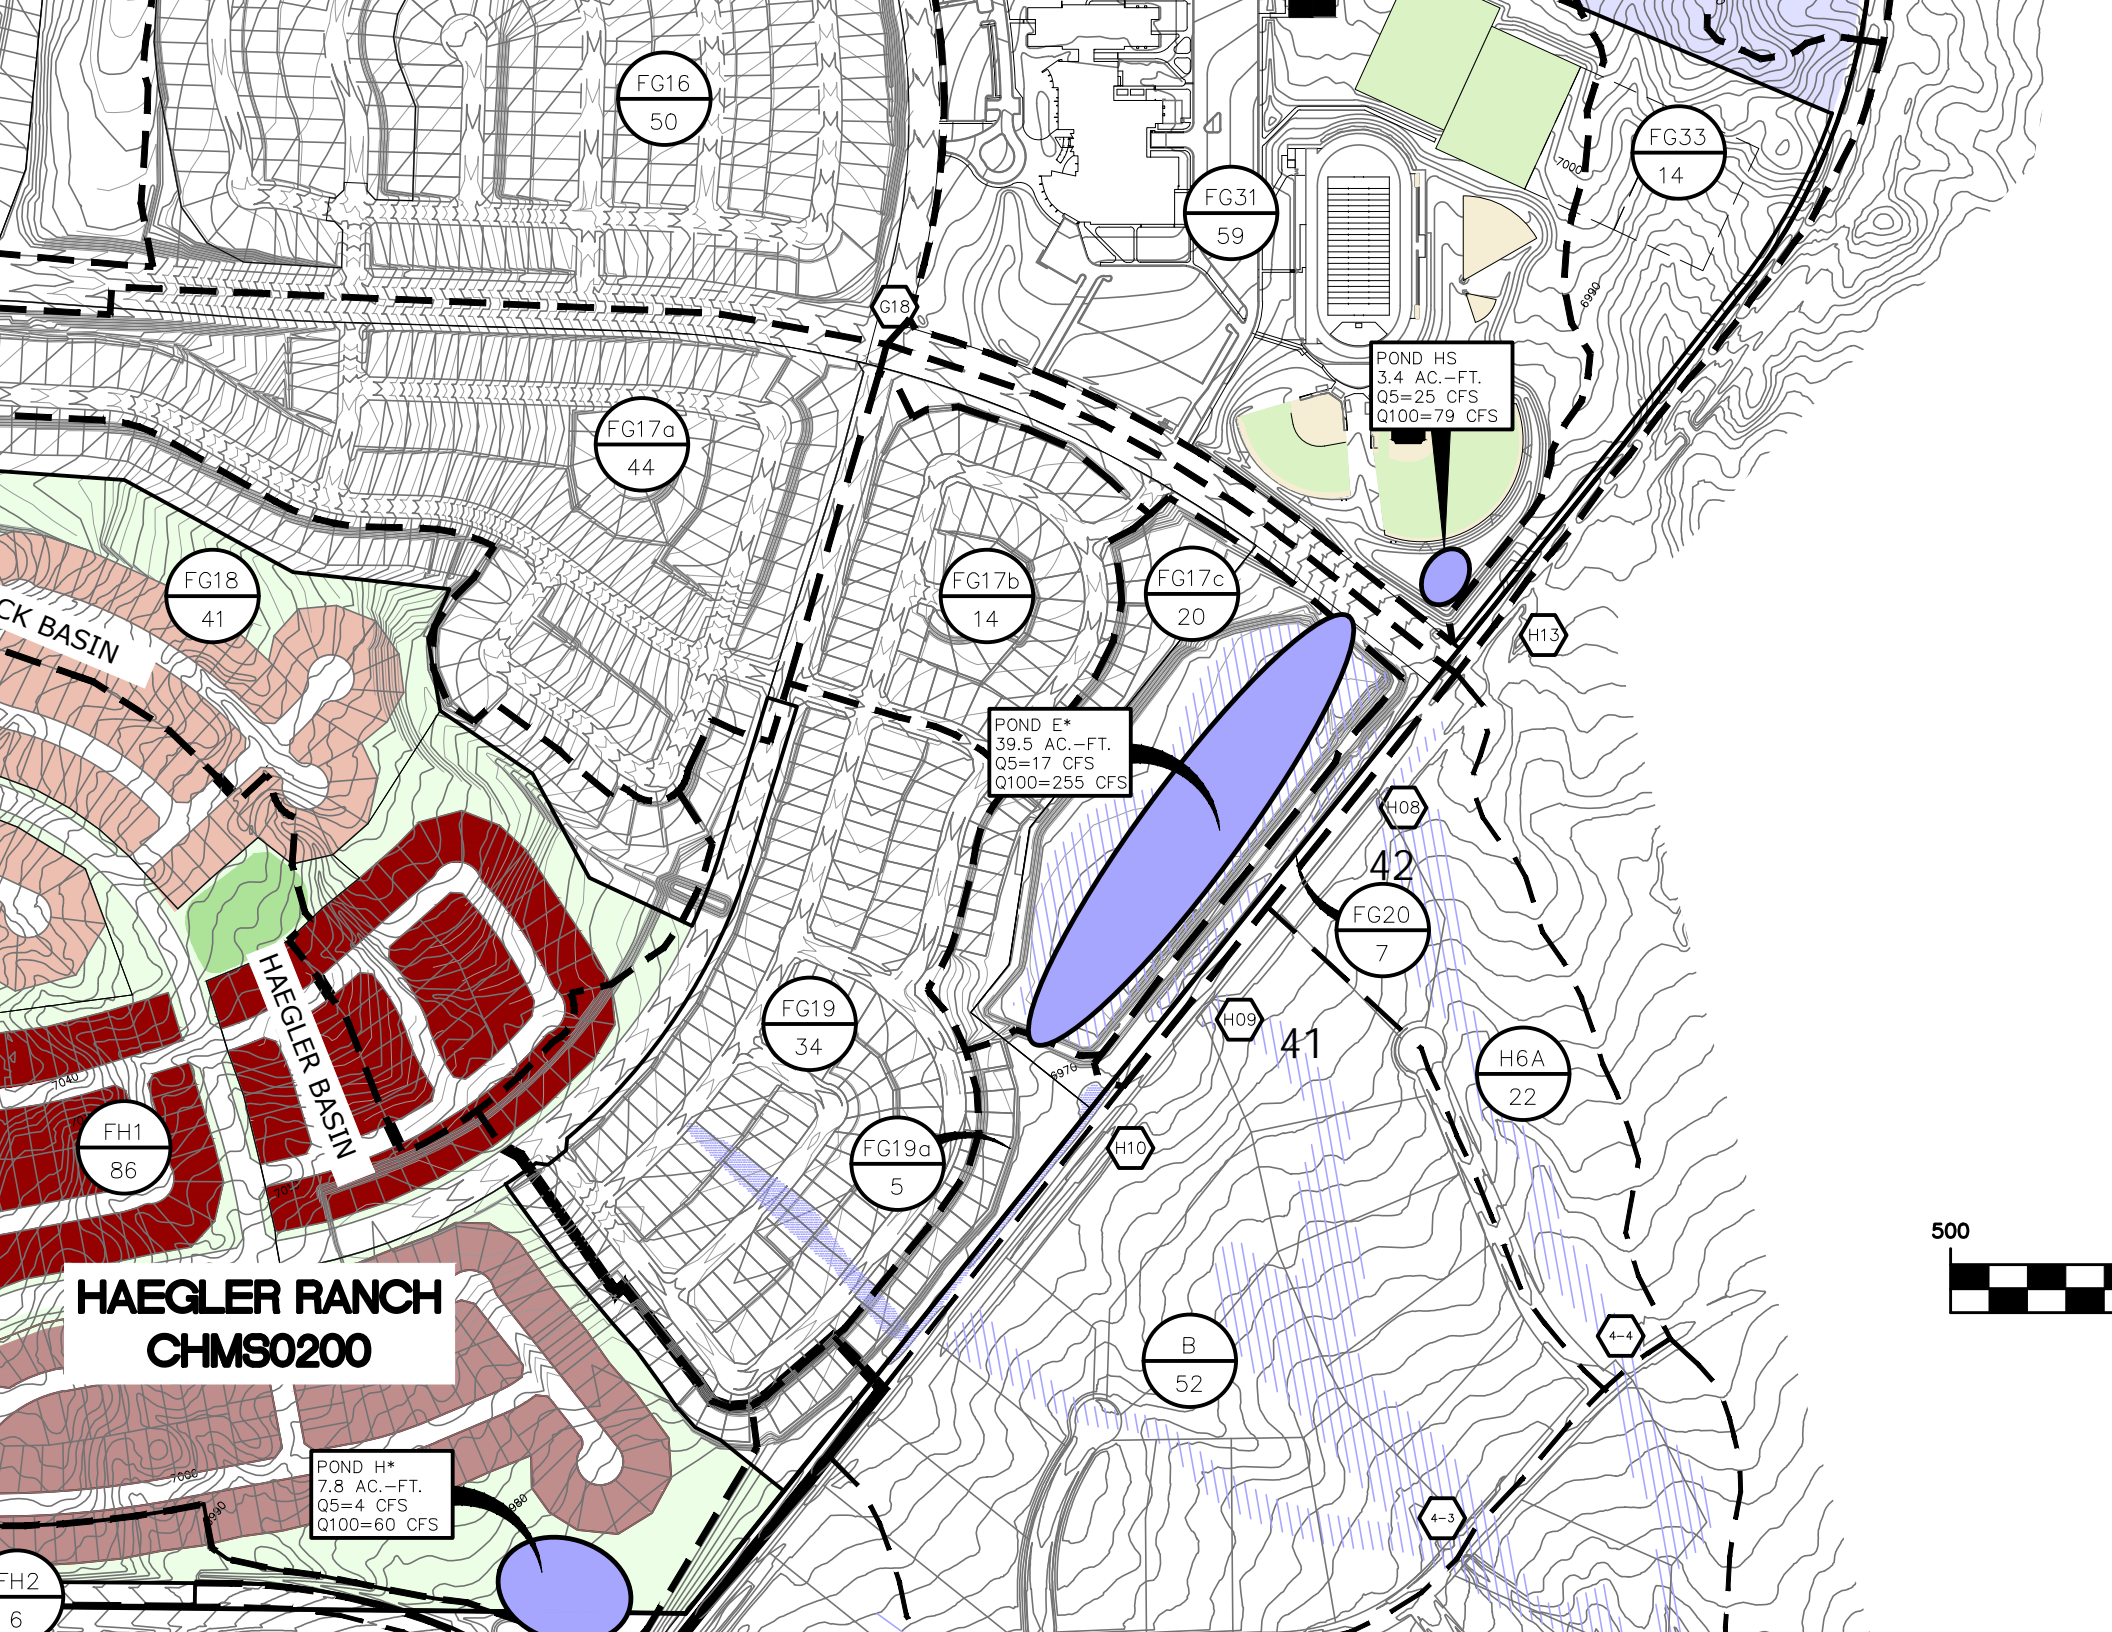 FG16
50
FG33
14
7000
FG31
59
6990
G18
POND HS
3.4 AC.-FT.
Q5=25 CFS
Q100=79 CFS
FG17a
44
FG18
41
FG17b
14
FG17c
20
H13
CK BASIN
POND E*
39.5 AC.-FT.
Q5=17 CFS
Q100=255 CFS
H08
42
FG20
7
HAEGLER BASIN
FG19
34
H09
41
6970
H6A
22
7040
FH1
86
FG19a
5
H10
500
HAEGLER RANCH
CHMS0200
4-4
B
52
POND H*
7.8 AC.-FT.
Q5=4 CFS
Q100=60 CFS
7000
6990
6980
4-3
FH2
6